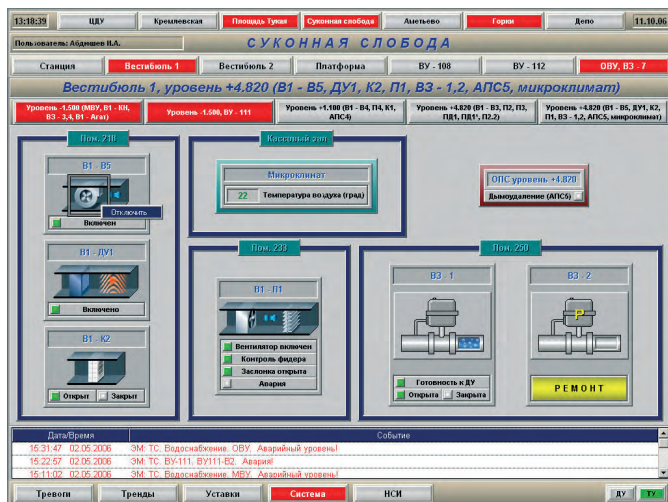 13:18:39 ЦДУ Кремлевская Площадь Тукая Суконная слобода Аметьево Горки Депо 11.10.06
Пользователь: Абдишев И.А. СУКОННАЯ СЛОБОДА
Станция Вестибюль 1 Вестибюль 2 Платформа ВУ - 108 ВУ - 112 ОВУ, ВЗ - 7
Вестибюль 1, уровень +4.820 (В1 - В5, ДУ1, К2, П1, ВЗ - 1,2, АПС5, микроклимат)
Уровень -1.500 (МВУ, В1 - КН,
ВЗ - 3,4, В1 - Агат)
Уровень -1.500, ВУ - 111
Уровень +1.100 (В1 - В4, П4, К1,
АПС4)
Уровень +4.820 (В1 - В3, П2, П3,
ПД1, ПД1*, П2.2)
Уровень +4.820 (В1 - В5, ДУ1, К2,
П1, ВЗ - 1,2, АПС5, микроклимат)
Пом. 218
В1 - В5
Отключить
Включен
В1 - ДУ1
Включено
В1 - К2
Открыт Закрыт
Кассовый зал
Микроклимат
22 Температура воздуха (град)
ОПС уровень +4.820
Дымоудаление (АПС5)
Пом. 233
В1 - П1
Вентилятор включен
Контроль фидера
Заслонка открыта
Авария
Пом. 250
ВЗ - 1
Готовность к ДУ
Открыта Закрыта
ВЗ - 2
Р
РЕМОНТ
Дата/Время Событие
15:31:47 02.05.2006 ЭМ: ТС. Водоснабжение. ОВУ. Аварийный уровень!
15:22:57 02.05.2006 ЭМ: ТС. ВУ-111. ВУ111-В2. Авария!
15:11:02 02.05.2006 ЭМ: ТС. Водоснабжение. МВУ. Аварийный уровень!
Тревоги Тренды Уставки Система НСИ ДУ ТУ